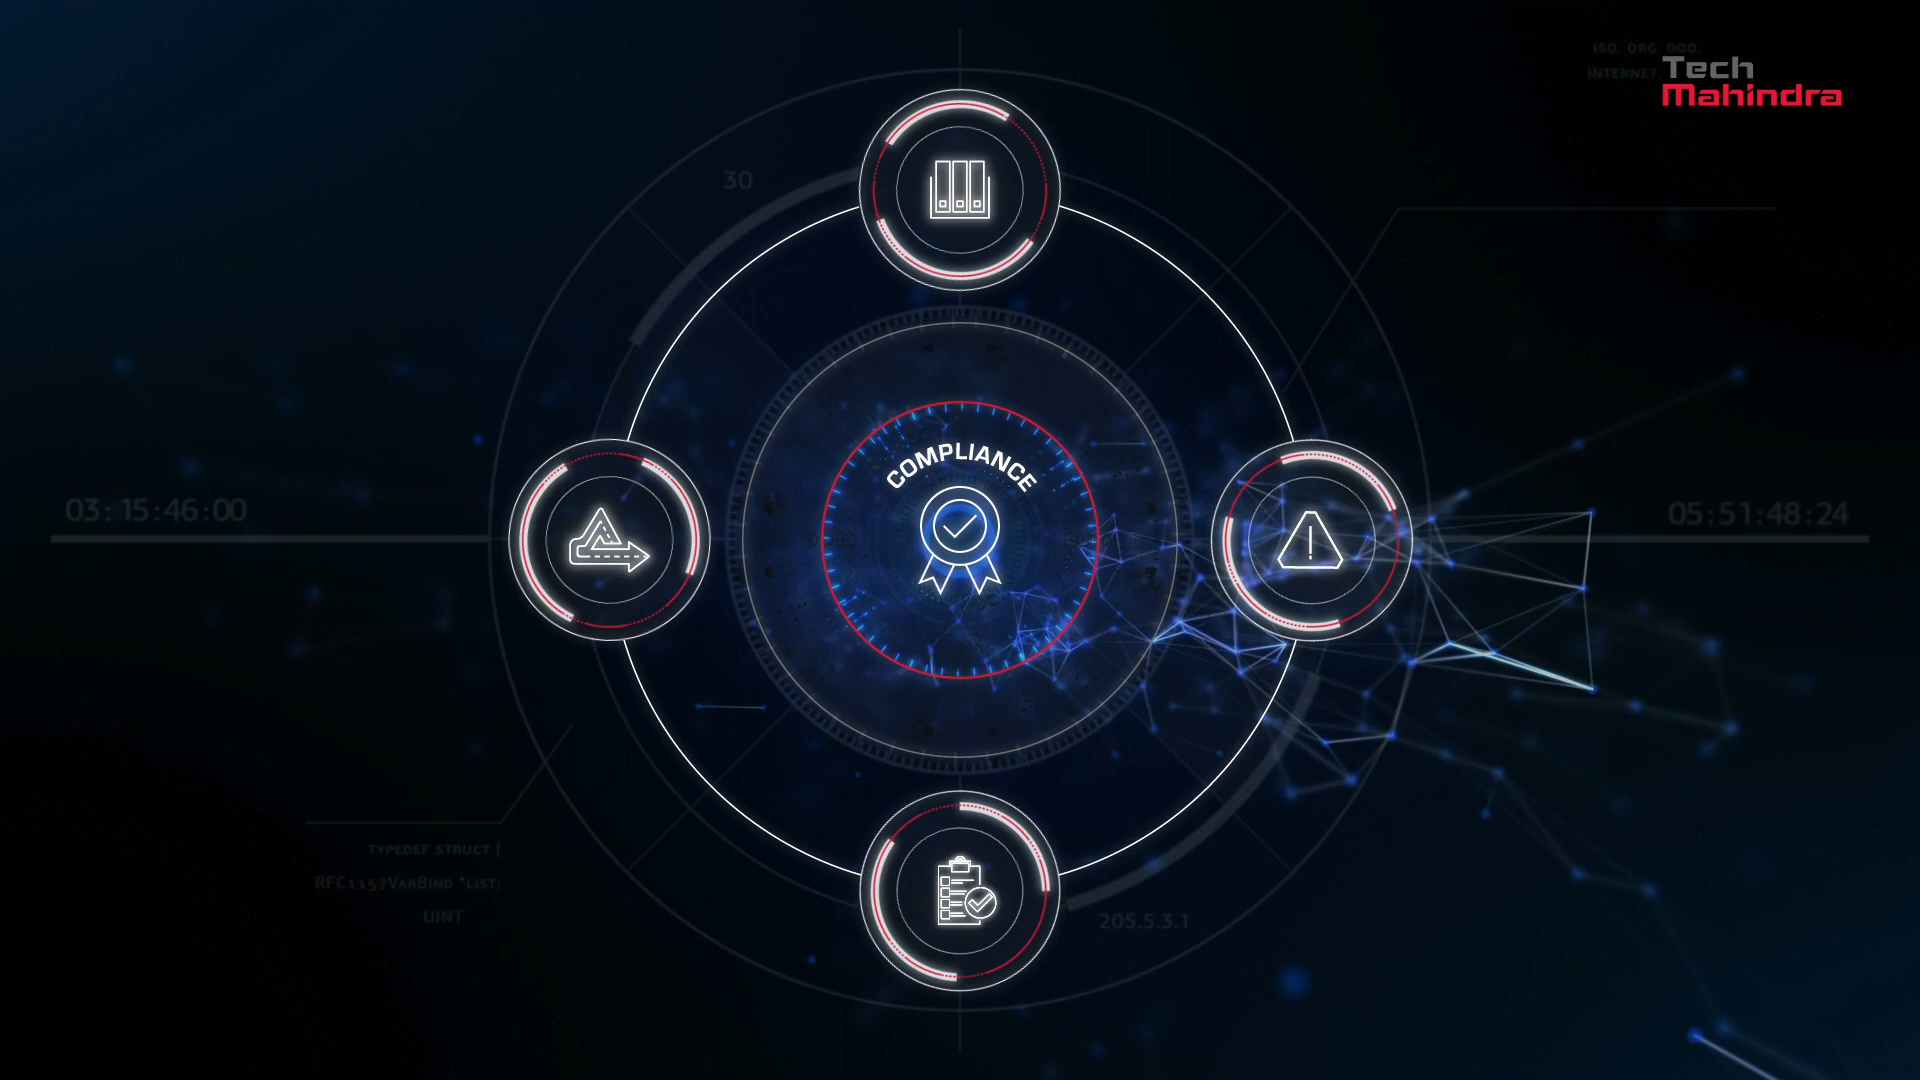 ISO. ORG. DOD.
INTERNET.
Tech
Mahindra
30
COMPLIANCE
03:15:46:00
05:51:48:24
TYPEDEF STRUCT {
RFC1157VARBIND *LIST;
UINT
205.5.3.1